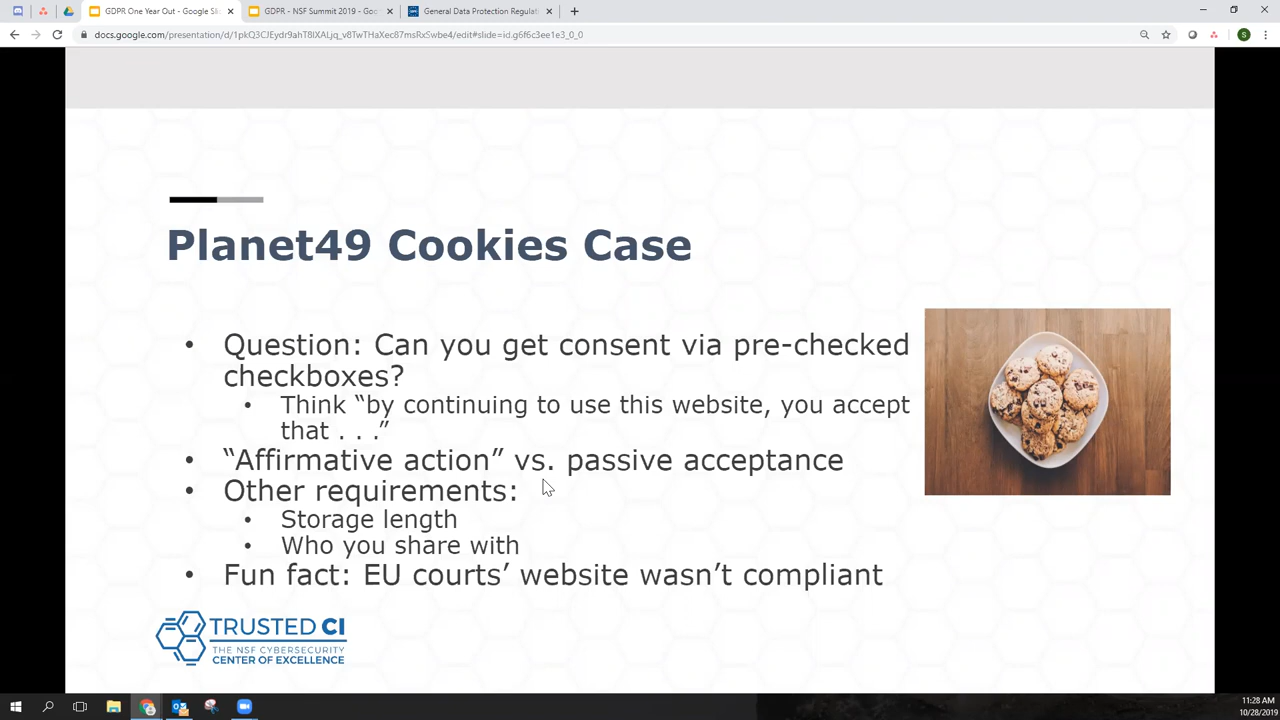 GDPR One Year Out - Google Sli
GDPR - NSF Summit 2019 - Goo
General Data Protection Regulati
docs.google.com/presentation/d/1pkQ3CJEydr9ahT8IXALjq_v8TwTHaXec87msRxSwbe4/edit#slide=id.g6f6c3ee1e3_0_0
S
Planet49 Cookies Case
• Question: Can you get consent via pre-checked
checkboxes?
• Think “by continuing to use this website, you accept
that . . .”
• “Affirmative action” vs. passive acceptance
• Other requirements:
• Storage length
• Who you share with
• Fun fact: EU courts’ website wasn’t compliant
TRUSTED CI
THE NSF CYBERSECURITY
CENTER OF EXCELLENCE
11:28 AM
10/28/2019